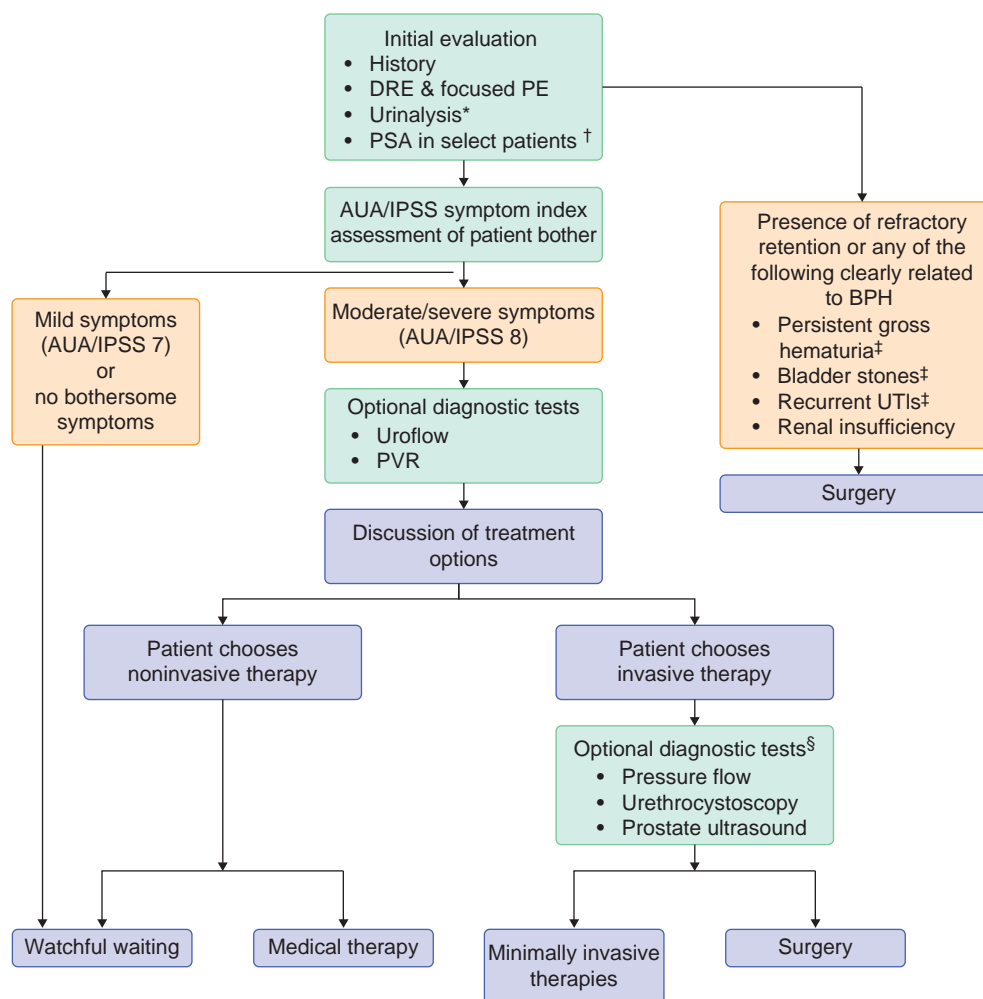 Initial evaluation
• History
• DRE & focused PE
• Urinalysis*
• PSA in select patients †
AUA/IPSS symptom index
assessment of patient bother
Presence of refractory
retention or any of the
following clearly related
to BPH
• Persistent gross
hematuria‡
• Bladder stones‡
• Recurrent UTIs‡
• Renal insufficiency
Mild symptoms
(AUA/IPSS 7)
or
no bothersome
symptoms
Moderate/severe symptoms
(AUA/IPSS 8)
Optional diagnostic tests
• Uroflow
• PVR
Surgery
Discussion of treatment
options
Patient chooses
noninvasive therapy
Patient chooses
invasive therapy
Optional diagnostic tests§
• Pressure flow
• Urethrocystoscopy
• Prostate ultrasound
Watchful waiting
Medical therapy
Minimally invasive
therapies
Surgery